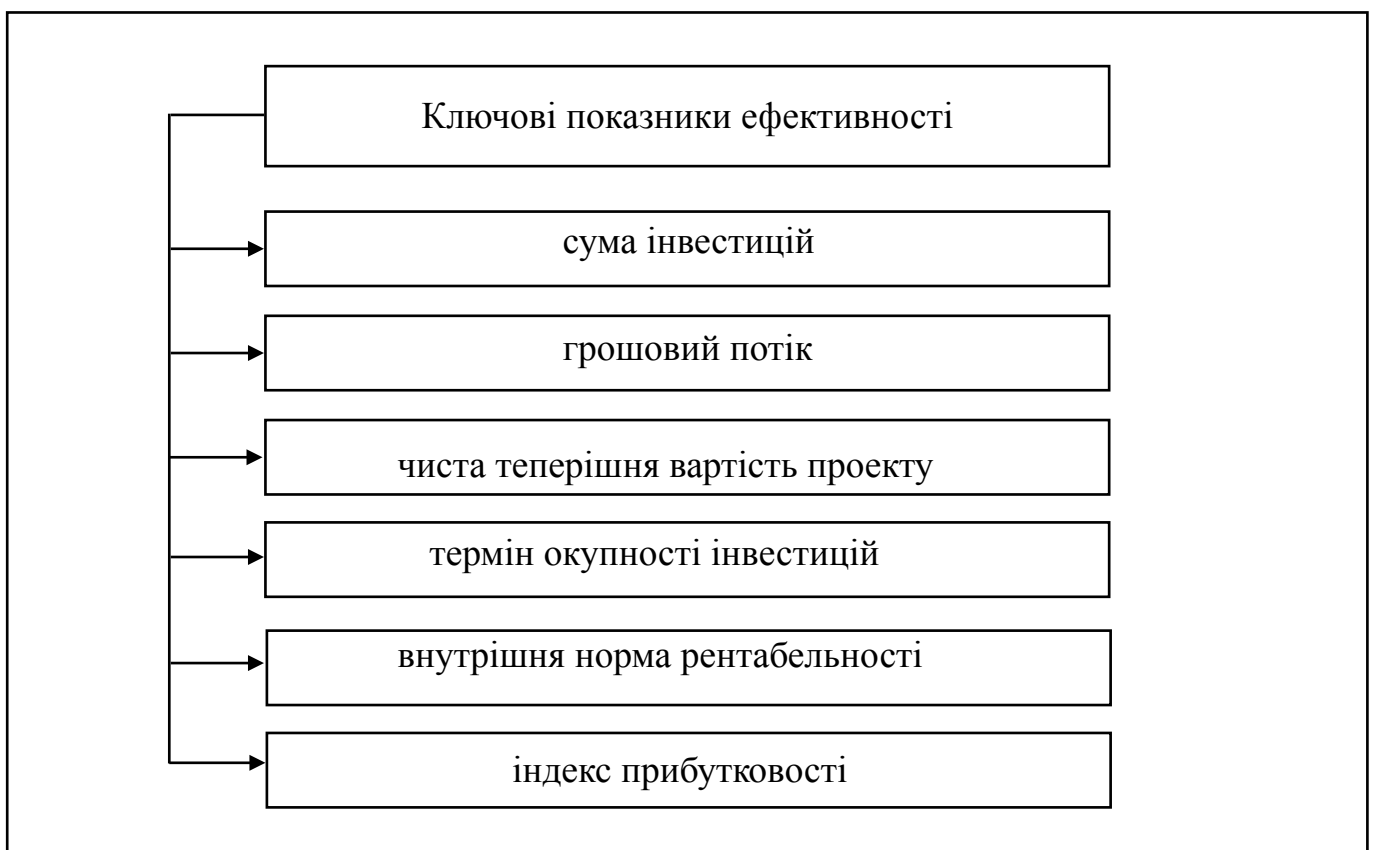 Ключові показники ефективності
сума інвестицій
грошовий потік
чиста теперішня вартість проекту
термін окупності інвестицій
внутрішня норма рентабельності
індекс прибутковості